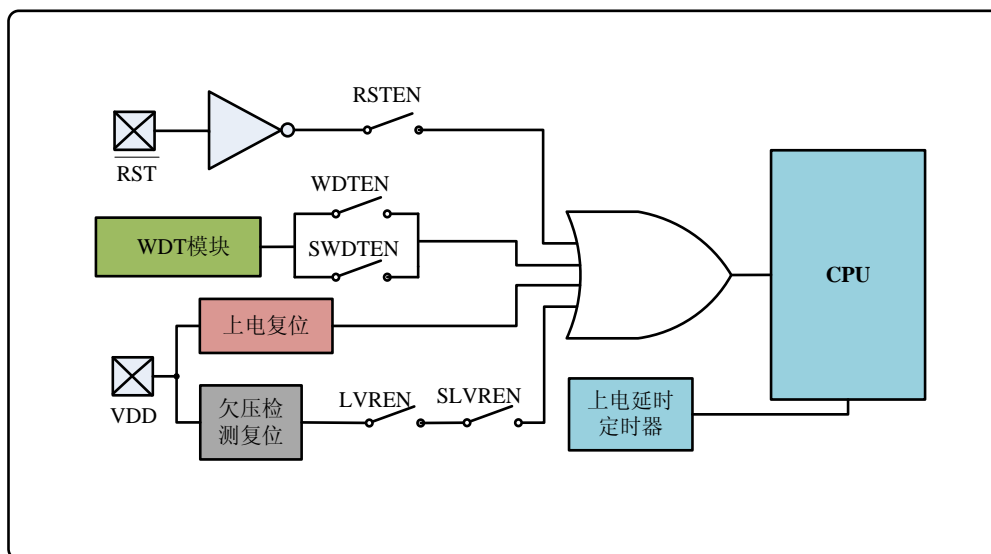 RSTEN
RST
WDTEN
WDT模块
SWDTEN
CPU
上电复位
VDD
欠压检
测复位
LVREN
SLVREN
上电延时
定时器